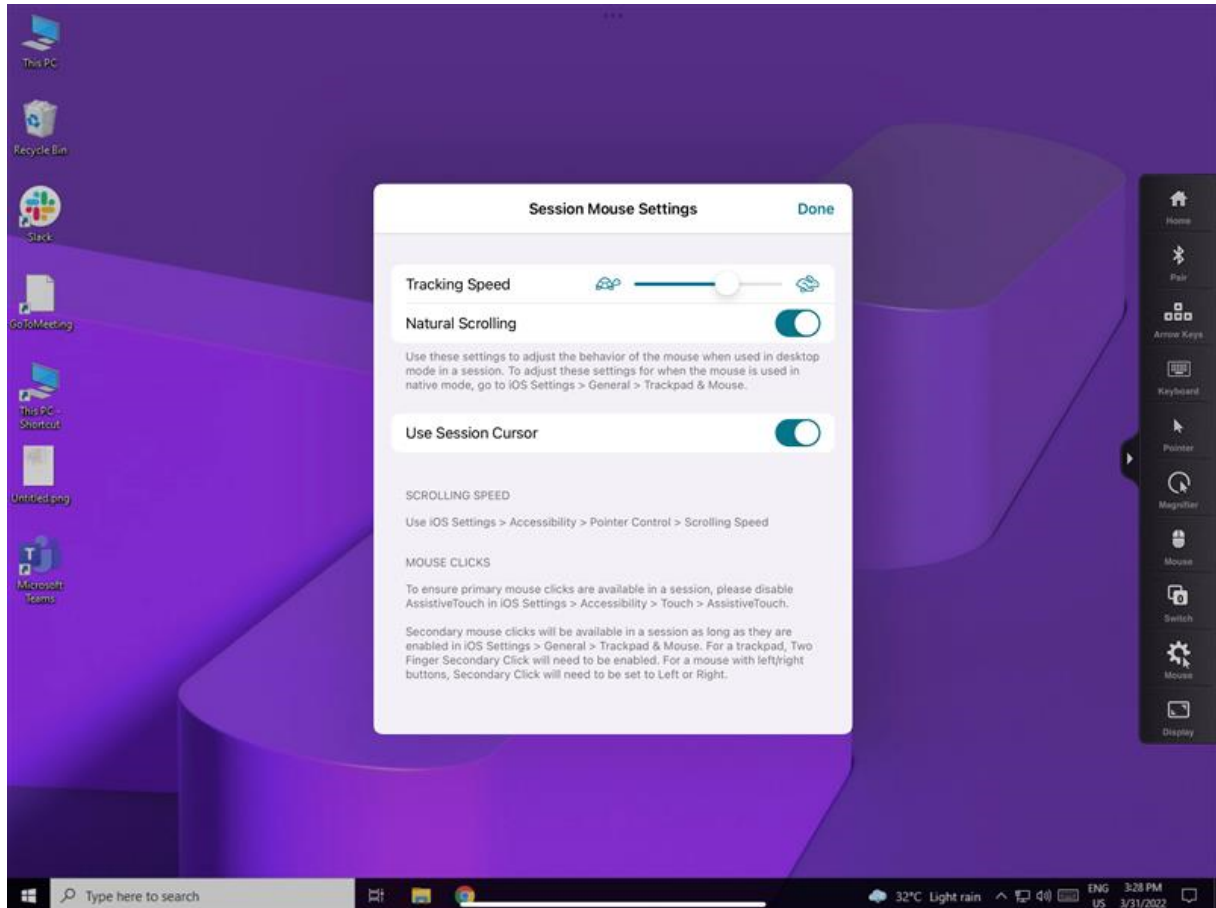 This PC
Recycle Bin
Slack
GoToMeeting
This PC -
Shortcut
Untitled.png
Microsoft
Teams
Session Mouse Settings
Done
Tracking Speed
Natural Scrolling
Use these settings to adjust the behavior of the mouse when used in desktop
mode in a session. To adjust these settings for when the mouse is used in
native mode, go to iOS Settings > General > Trackpad & Mouse.
Use Session Cursor
SCROLLING SPEED
Use iOS Settings > Accessibility > Pointer Control > Scrolling Speed
MOUSE CLICKS
To ensure primary mouse clicks are available in a session, please disable
AssistiveTouch in iOS Settings > Accessibility > Touch > AssistiveTouch.
Secondary mouse clicks will be available in a session as long as they are
enabled in iOS Settings > General > Trackpad & Mouse. For a trackpad, Two
Finger Secondary Click will need to be enabled. For a mouse with left/right
buttons, Secondary Click will need to be set to Left or Right.
Home
Pair
Arrow Keys
Keyboard
Pointer
Magnifier
Mouse
Switch
Mouse
Display
Type here to search
32°C Light rain
ENG
US
3:28 PM
3/31/2022